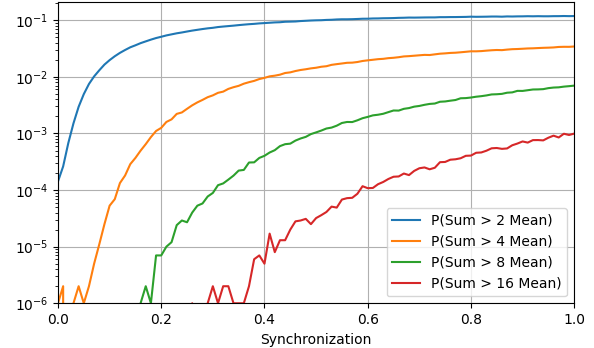 10⁻¹
10⁻²
10⁻³
10⁻⁴
10⁻⁵
10⁻⁶
P(Sum > 2 Mean)
P(Sum > 4 Mean)
P(Sum > 8 Mean)
P(Sum > 16 Mean)
0.0 0.2 0.4 0.6 0.8 1.0
Synchronization